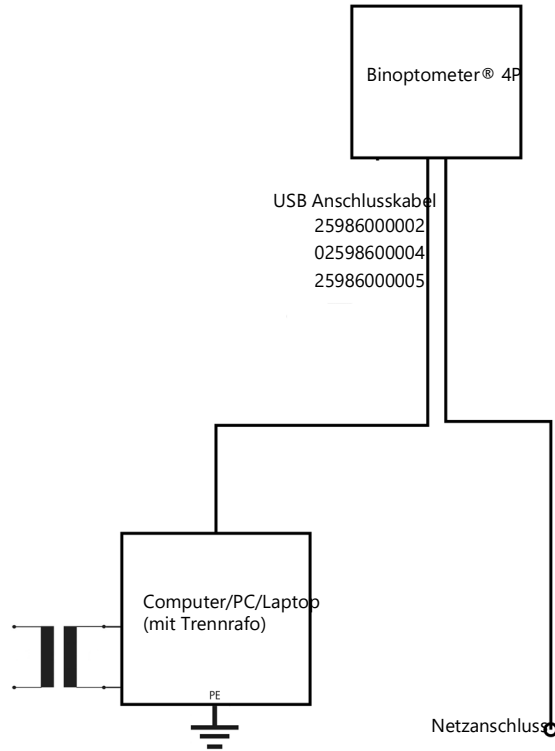 Binoptometer® 4P
USB Anschlusskabel
25986000002
02598600004
25986000005
Computer/PC/Laptop
(mit Trennrafo)
PE
Netzanschluss